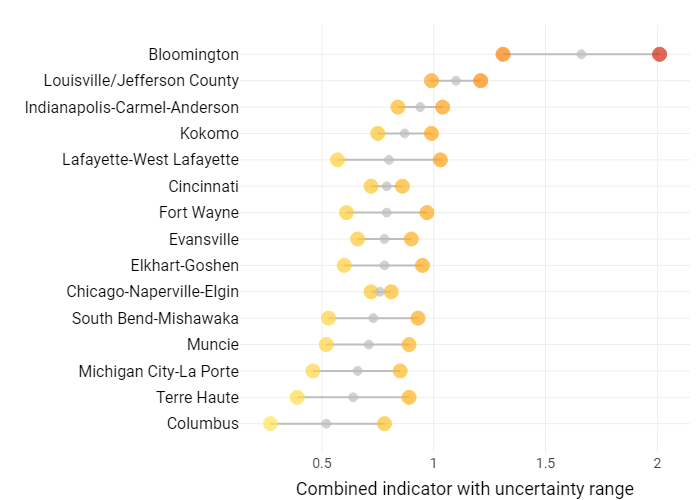 Bloomington
Louisville/Jefferson County
Indianapolis-Carmel-Anderson
Kokomo
Lafayette-West Lafayette
Cincinnati
Fort Wayne
Evansville
Elkhart-Goshen
Chicago-Naperville-Elgin
South Bend-Mishawaka
Muncie
Michigan City-La Porte
Terre Haute
Columbus
0.5 1 1.5 2
Combined indicator with uncertainty range